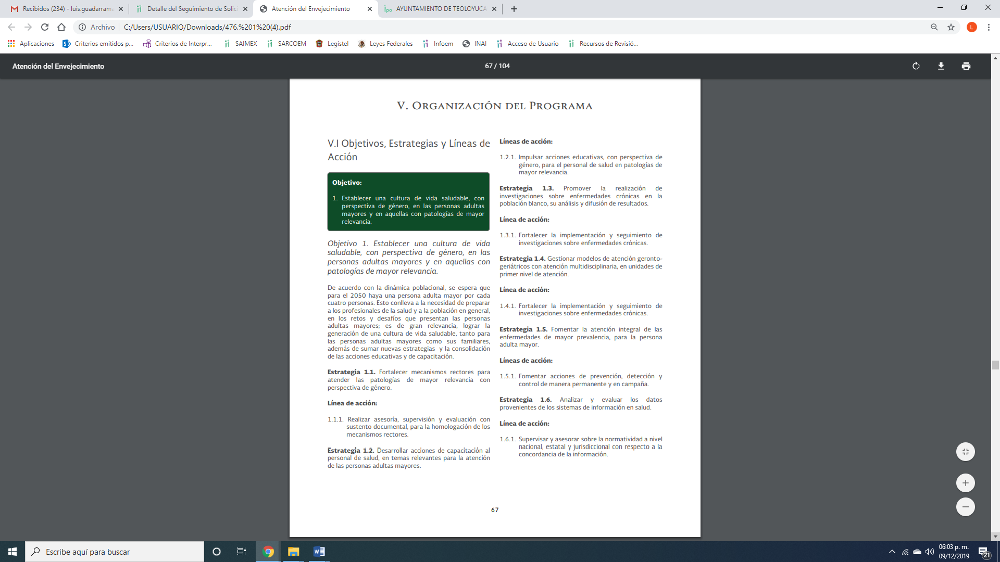 Recibidos (234) - luis.guadarrama
Detalle del Seguimiento de Solici
Atención del Envejecimiento
AYUNTAMIENTO DE TEOLOYUCA
Archivo
C:/Users/USUARIO/Downloads/476.%201%20(4).pdf
L
Aplicaciones
Criterios emitidos p...
Criterios de Interpr...
SAIMEX
SARCOEM
Legistel
Leyes Federales
Infoem
INAI
Acceso de Usuario
Recursos de Revisió...
Atención del Envejecimiento
67 / 104
V. Organización del Programa
V.I Objetivos, Estrategias y Líneas de
Acción
Objetivo:
1. Establecer una cultura de vida saludable, con
perspectiva de género, en las personas adultas
mayores y en aquellas con patologías de mayor
relevancia.
Objetivo 1. Establecer una cultura de vida
saludable, con perspectiva de género, en las
personas adultas mayores y en aquellas con
patologías de mayor relevancia.
De acuerdo con la dinámica poblacional, se espera que
para el 2050 haya una persona adulta mayor por cada
cuatro personas. Esto conlleva a la necesidad de preparar
a los profesionales de la salud y a la población en general,
en los retos y desafíos que presentan las personas
adultas mayores; es de gran relevancia, lograr la
generación de una cultura de vida saludable, tanto para
las personas adultas mayores como sus familiares,
además de sumar nuevas estrategias y la consolidación
de las acciones educativas y de capacitación.
Estrategia 1.1. Fortalecer mecanismos rectores para
atender las patologías de mayor relevancia con
perspectiva de género.
Línea de acción:
1.1.1. Realizar asesoría, supervisión y evaluación con
sustento documental, para la homologación de los
mecanismos rectores.
Estrategia 1.2. Desarrollar acciones de capacitación al
personal de salud, en temas relevantes para la atención
de las personas adultas mayores.
Líneas de acción:
1.2.1. Impulsar acciones educativas, con perspectiva de
género, para el personal de salud en patologías de
mayor relevancia.
Estrategia 1.3. Promover la realización de
investigaciones sobre enfermedades crónicas en la
población blanco, su análisis y difusión de resultados.
Línea de acción:
1.3.1. Fortalecer la implementación y seguimiento de
investigaciones sobre enfermedades crónicas.
Estrategia 1.4. Gestionar modelos de atención geronto-
geriátricos con atención multidisciplinaria, en unidades de
primer nivel de atención.
Línea de acción:
1.4.1. Fortalecer la implementación y seguimiento de
investigaciones sobre enfermedades crónicas.
Estrategia 1.5. Fomentar la atención integral de las
enfermedades de mayor prevalencia, para la persona
adulta mayor.
Líneas de acción:
1.5.1. Fomentar acciones de prevención, detección y
control de manera permanente y en campaña.
Estrategia 1.6. Analizar y evaluar los datos
provenientes de los sistemas de información en salud.
Línea de acción:
1.6.1. Supervisar y asesorar sobre la normatividad a nivel
nacional, estatal y jurisdiccional con respecto a la
concordancia de la información.
67
Escribe aquí para buscar
06:03 p. m.
09/12/2019
21